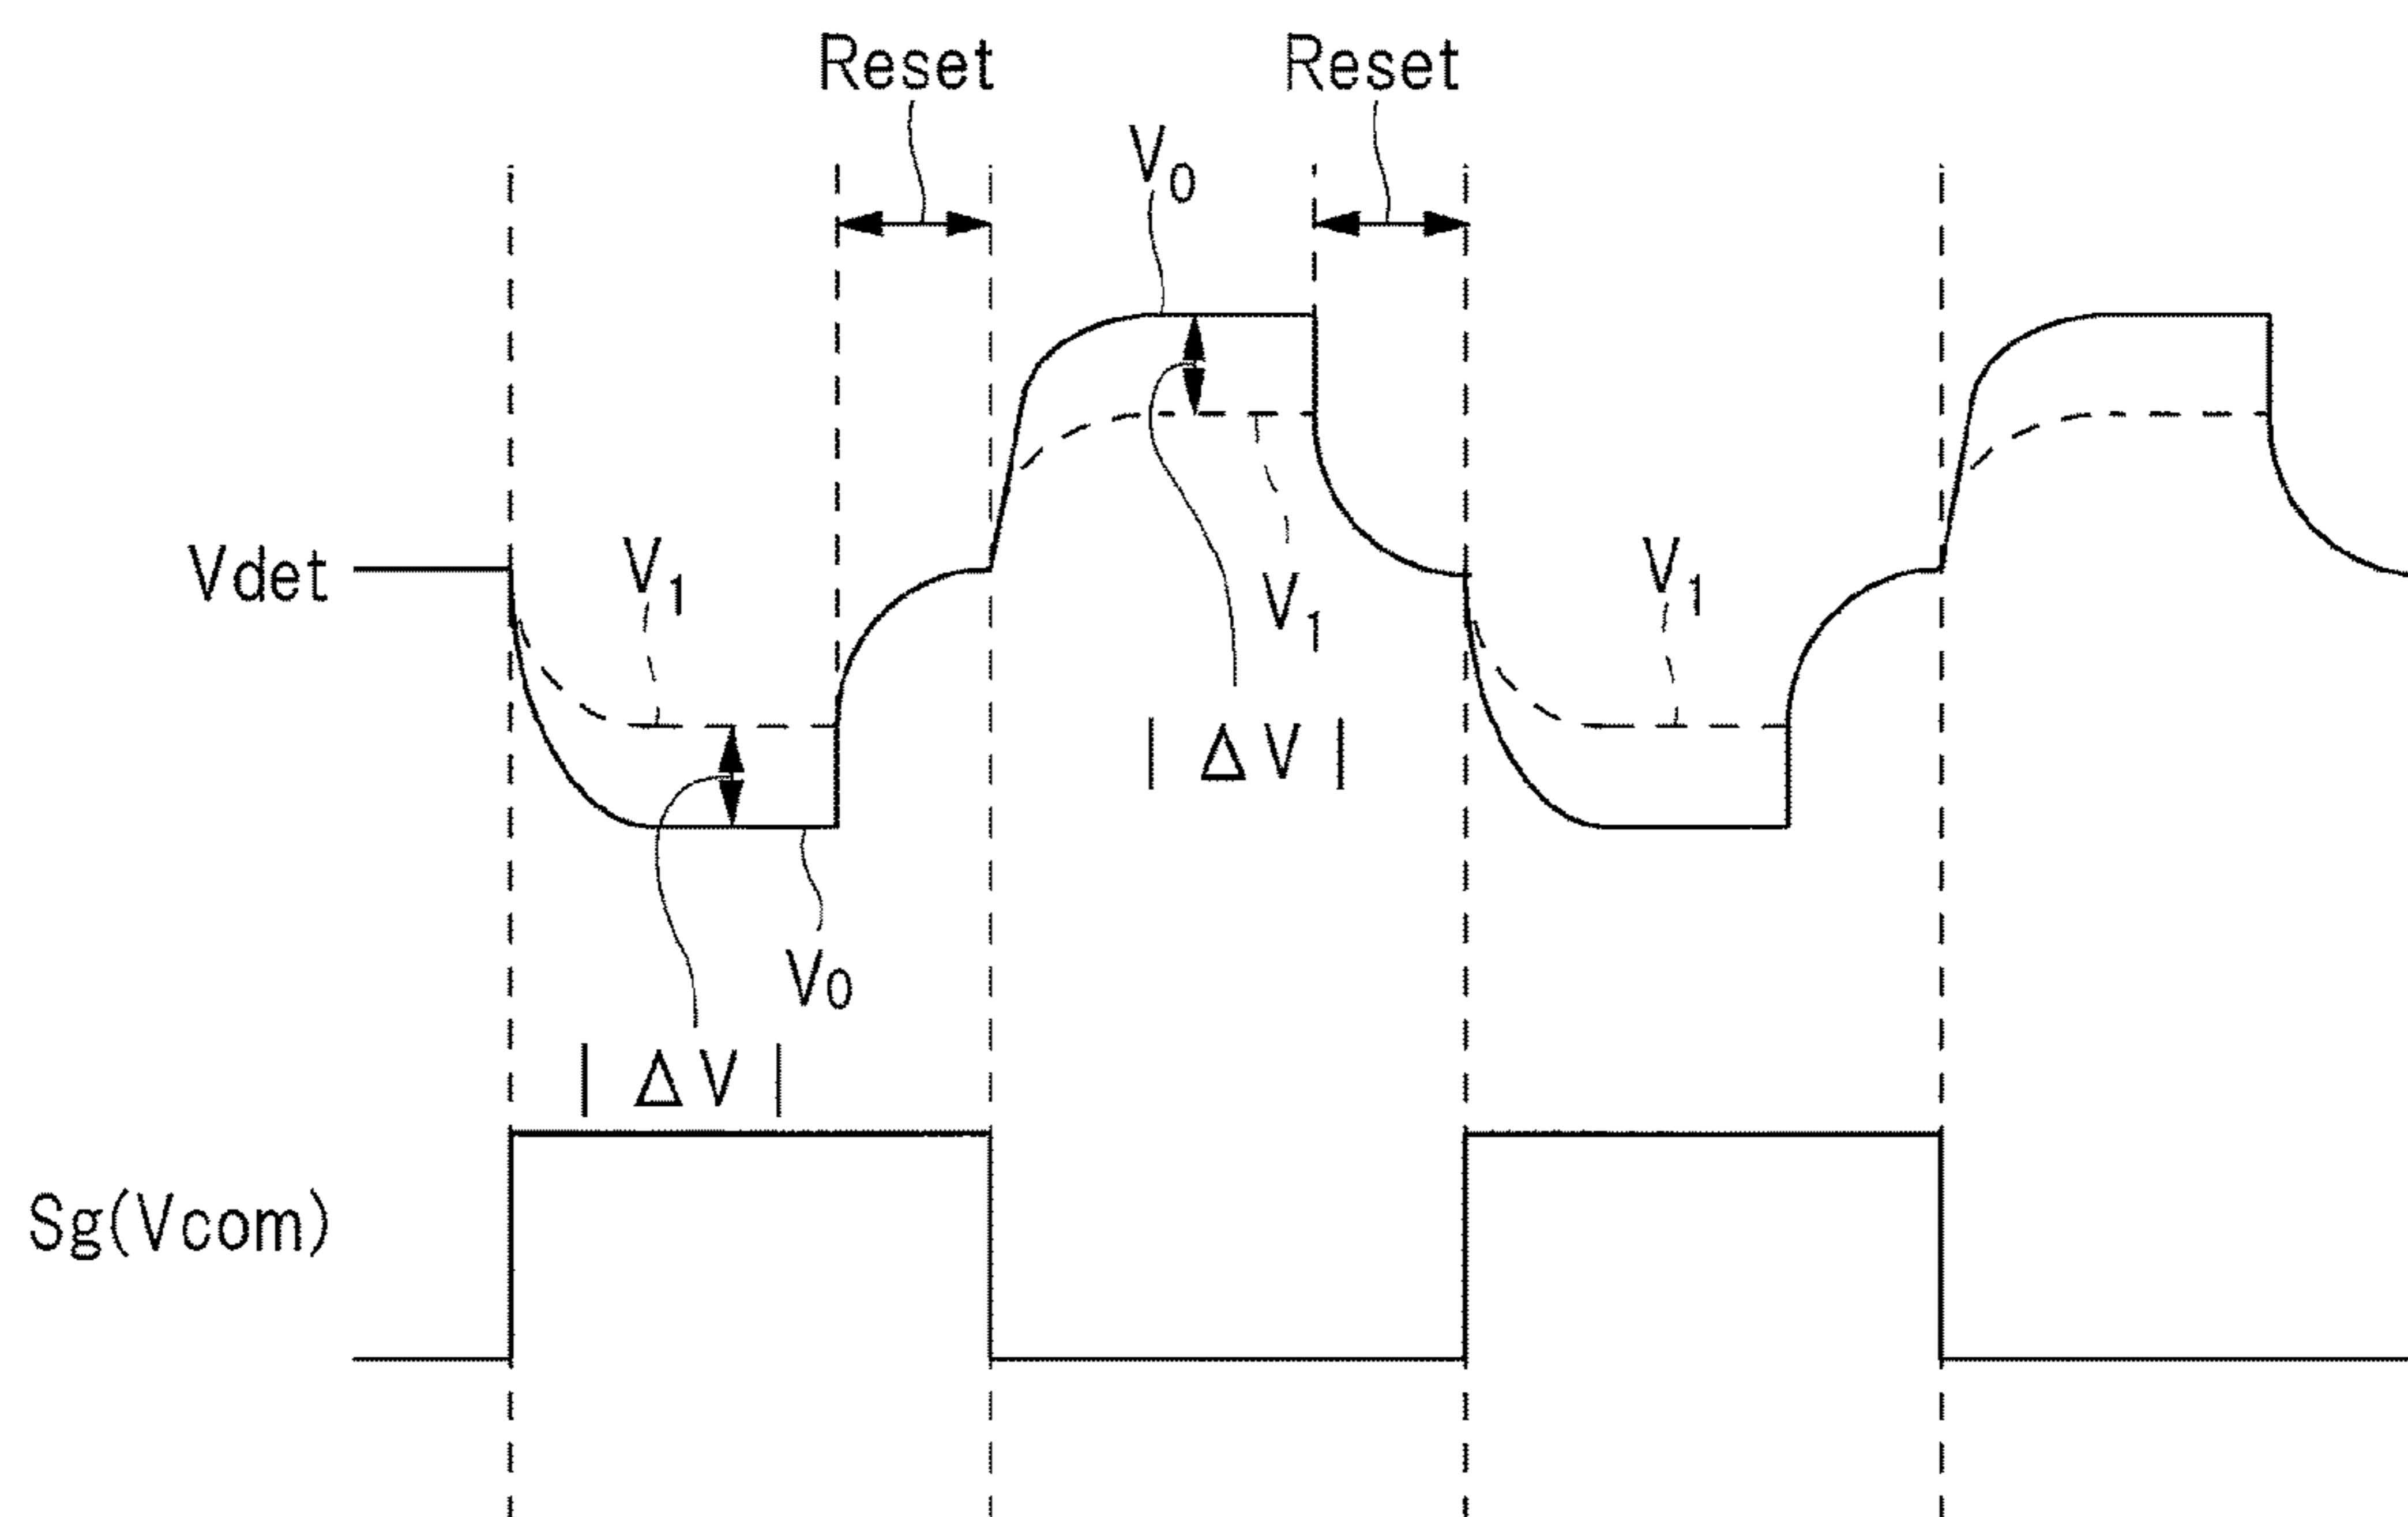 Reset Reset
V₀
Vdet V₁ V₁ V₁
| ΔV |
V₀
| ΔV |
Sg(Vcom)